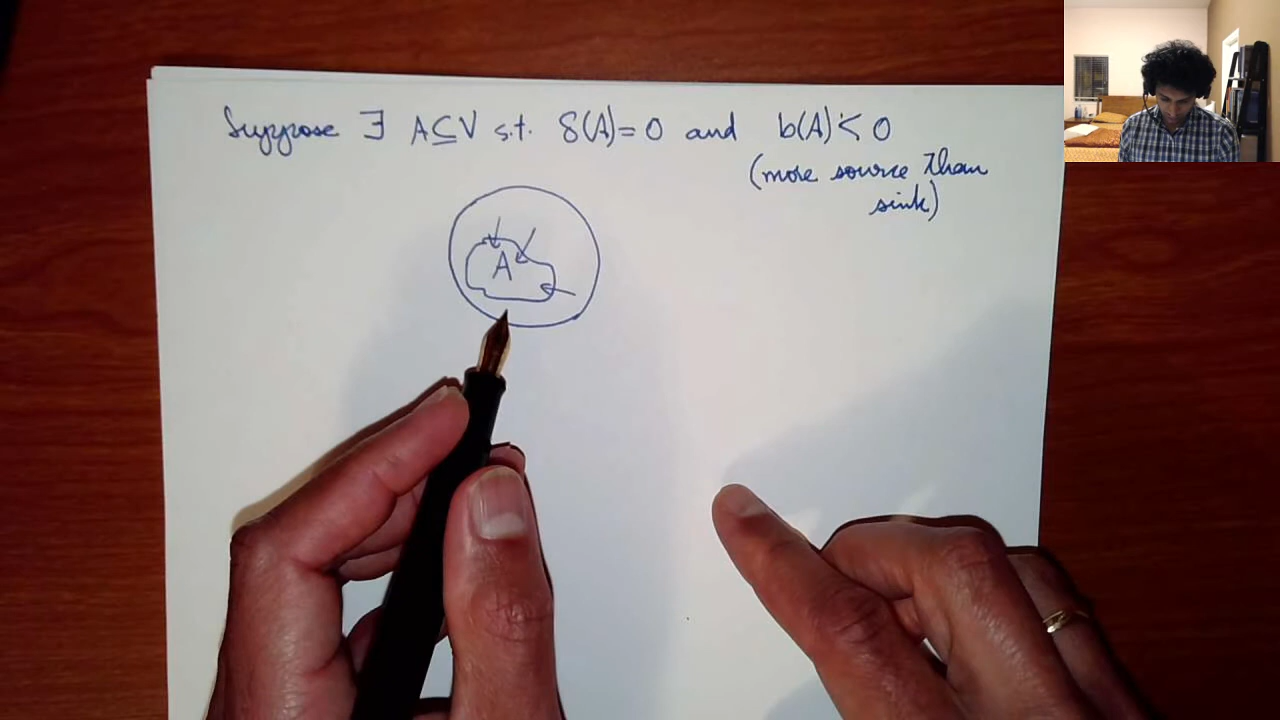 Suppose ∃ A⊆V s.t. δ(A)=0 and b(A)<0
(more source than
sink)
A